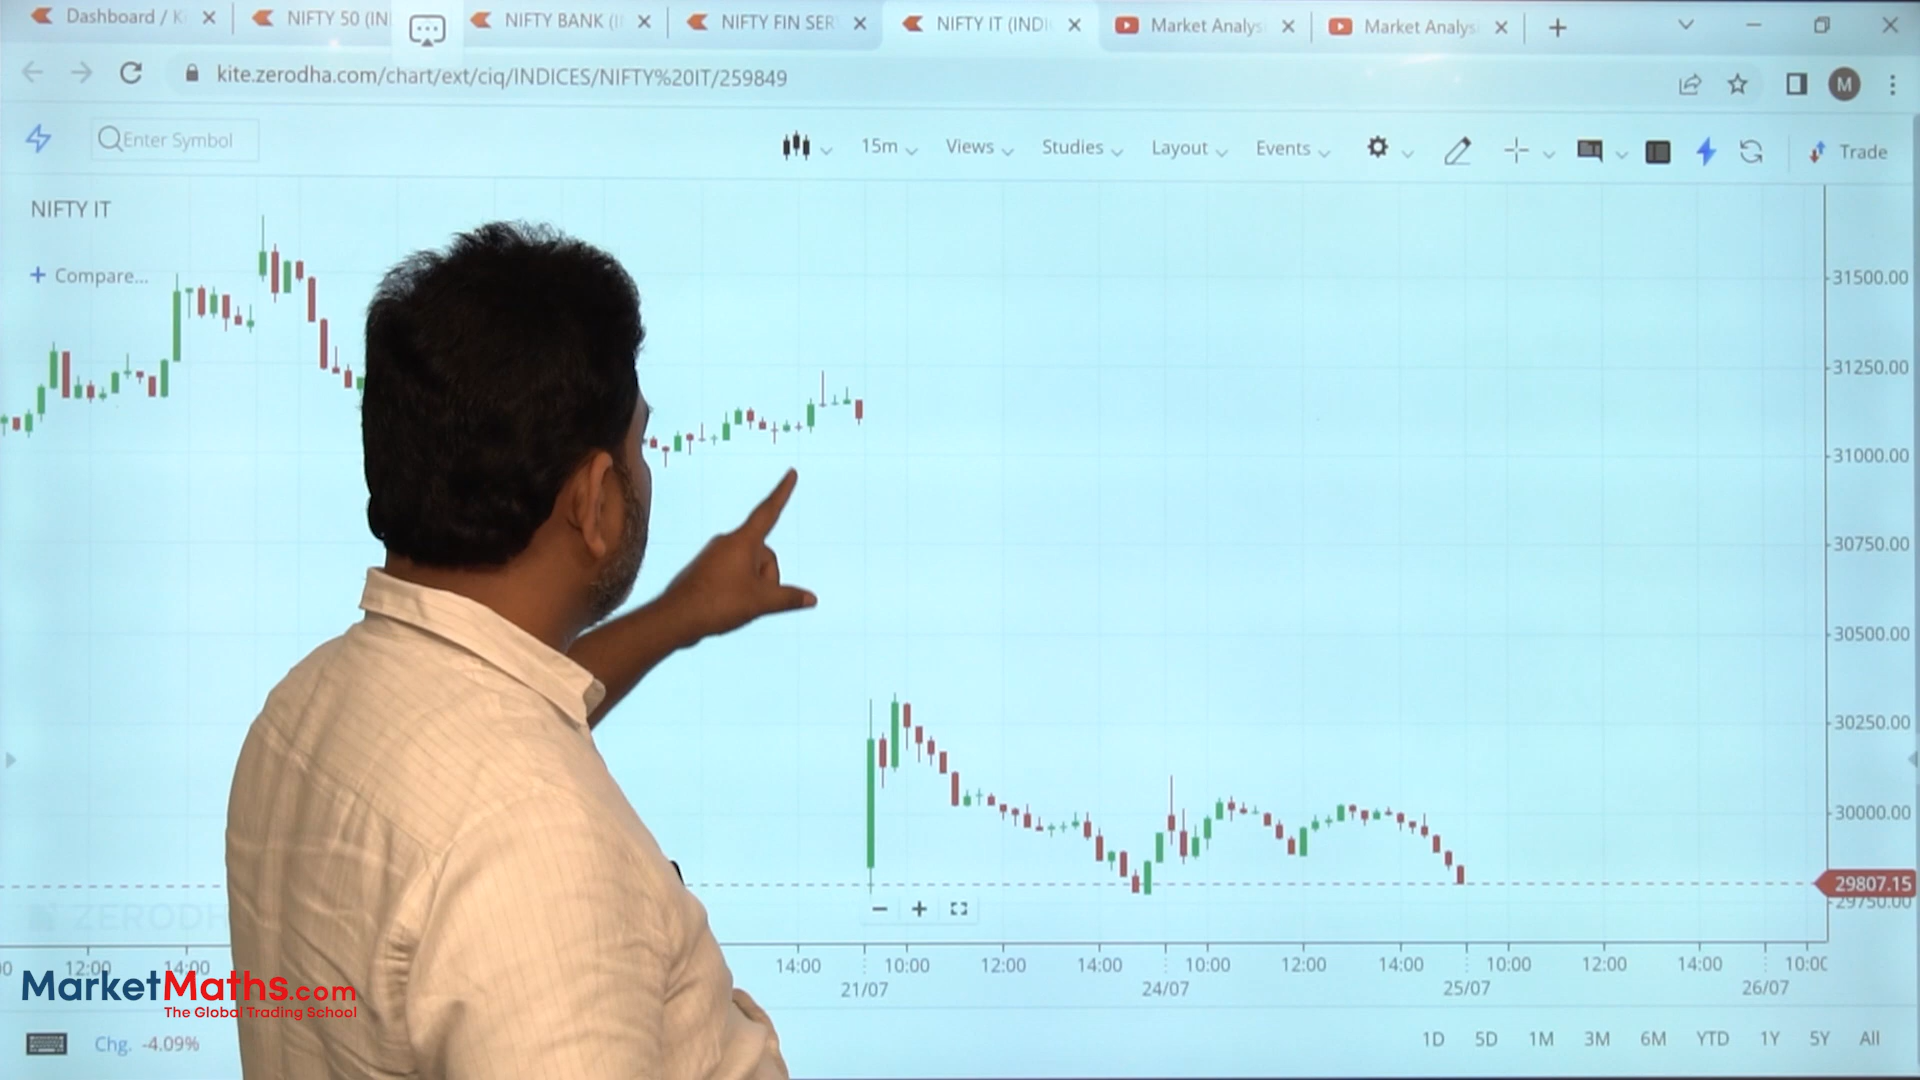 Dashboard / Ki
NIFTY 50 (IN
NIFTY BANK (I
NIFTY FIN SER
NIFTY IT (INDI
Market Analys
Market Analys
kite.zerodha.com/chart/ext/ciq/INDICES/NIFTY%20IT/259849
M
Enter Symbol
15m
Views
Studies
Layout
Events
Trade
NIFTY IT
+ Compare...
31500.00
31250.00
31000.00
30750.00
30500.00
30250.00
30000.00
29807.15
29750.00
ZERODH
12:00
14:00
14:00
10:00
12:00
14:00
10:00
12:00
14:00
10:00
12:00
14:00
21/07
24/07
25/07
26/07
MarketMaths.com
The Global Trading School
Chg. -4.09%
1D
5D
1M
3M
6M
YTD
1Y
5Y
All